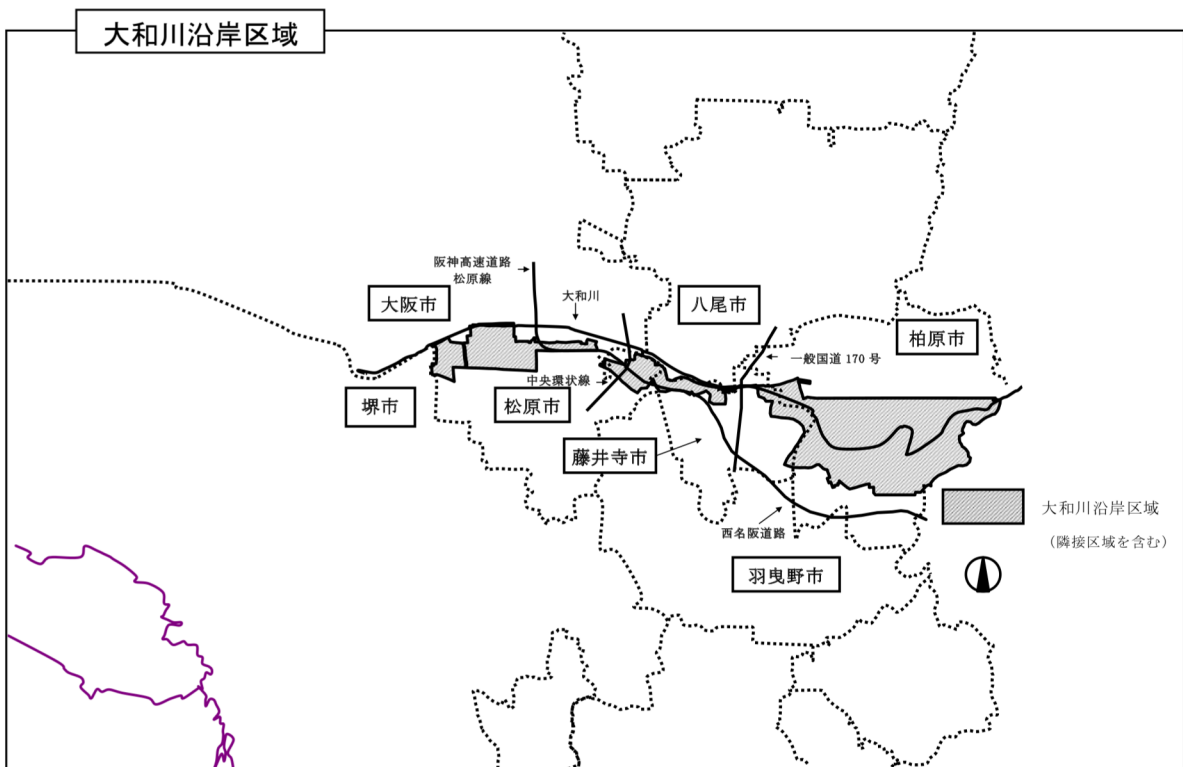 大和川沿岸区域
阪神高速道路
松原線
大和川
大阪市
八尾市
柏原市
一般国道 170 号
中央環状線
堺市
松原市
藤井寺市
西名阪道路
羽曳野市
大和川沿岸区域
（隣接区域を含む）